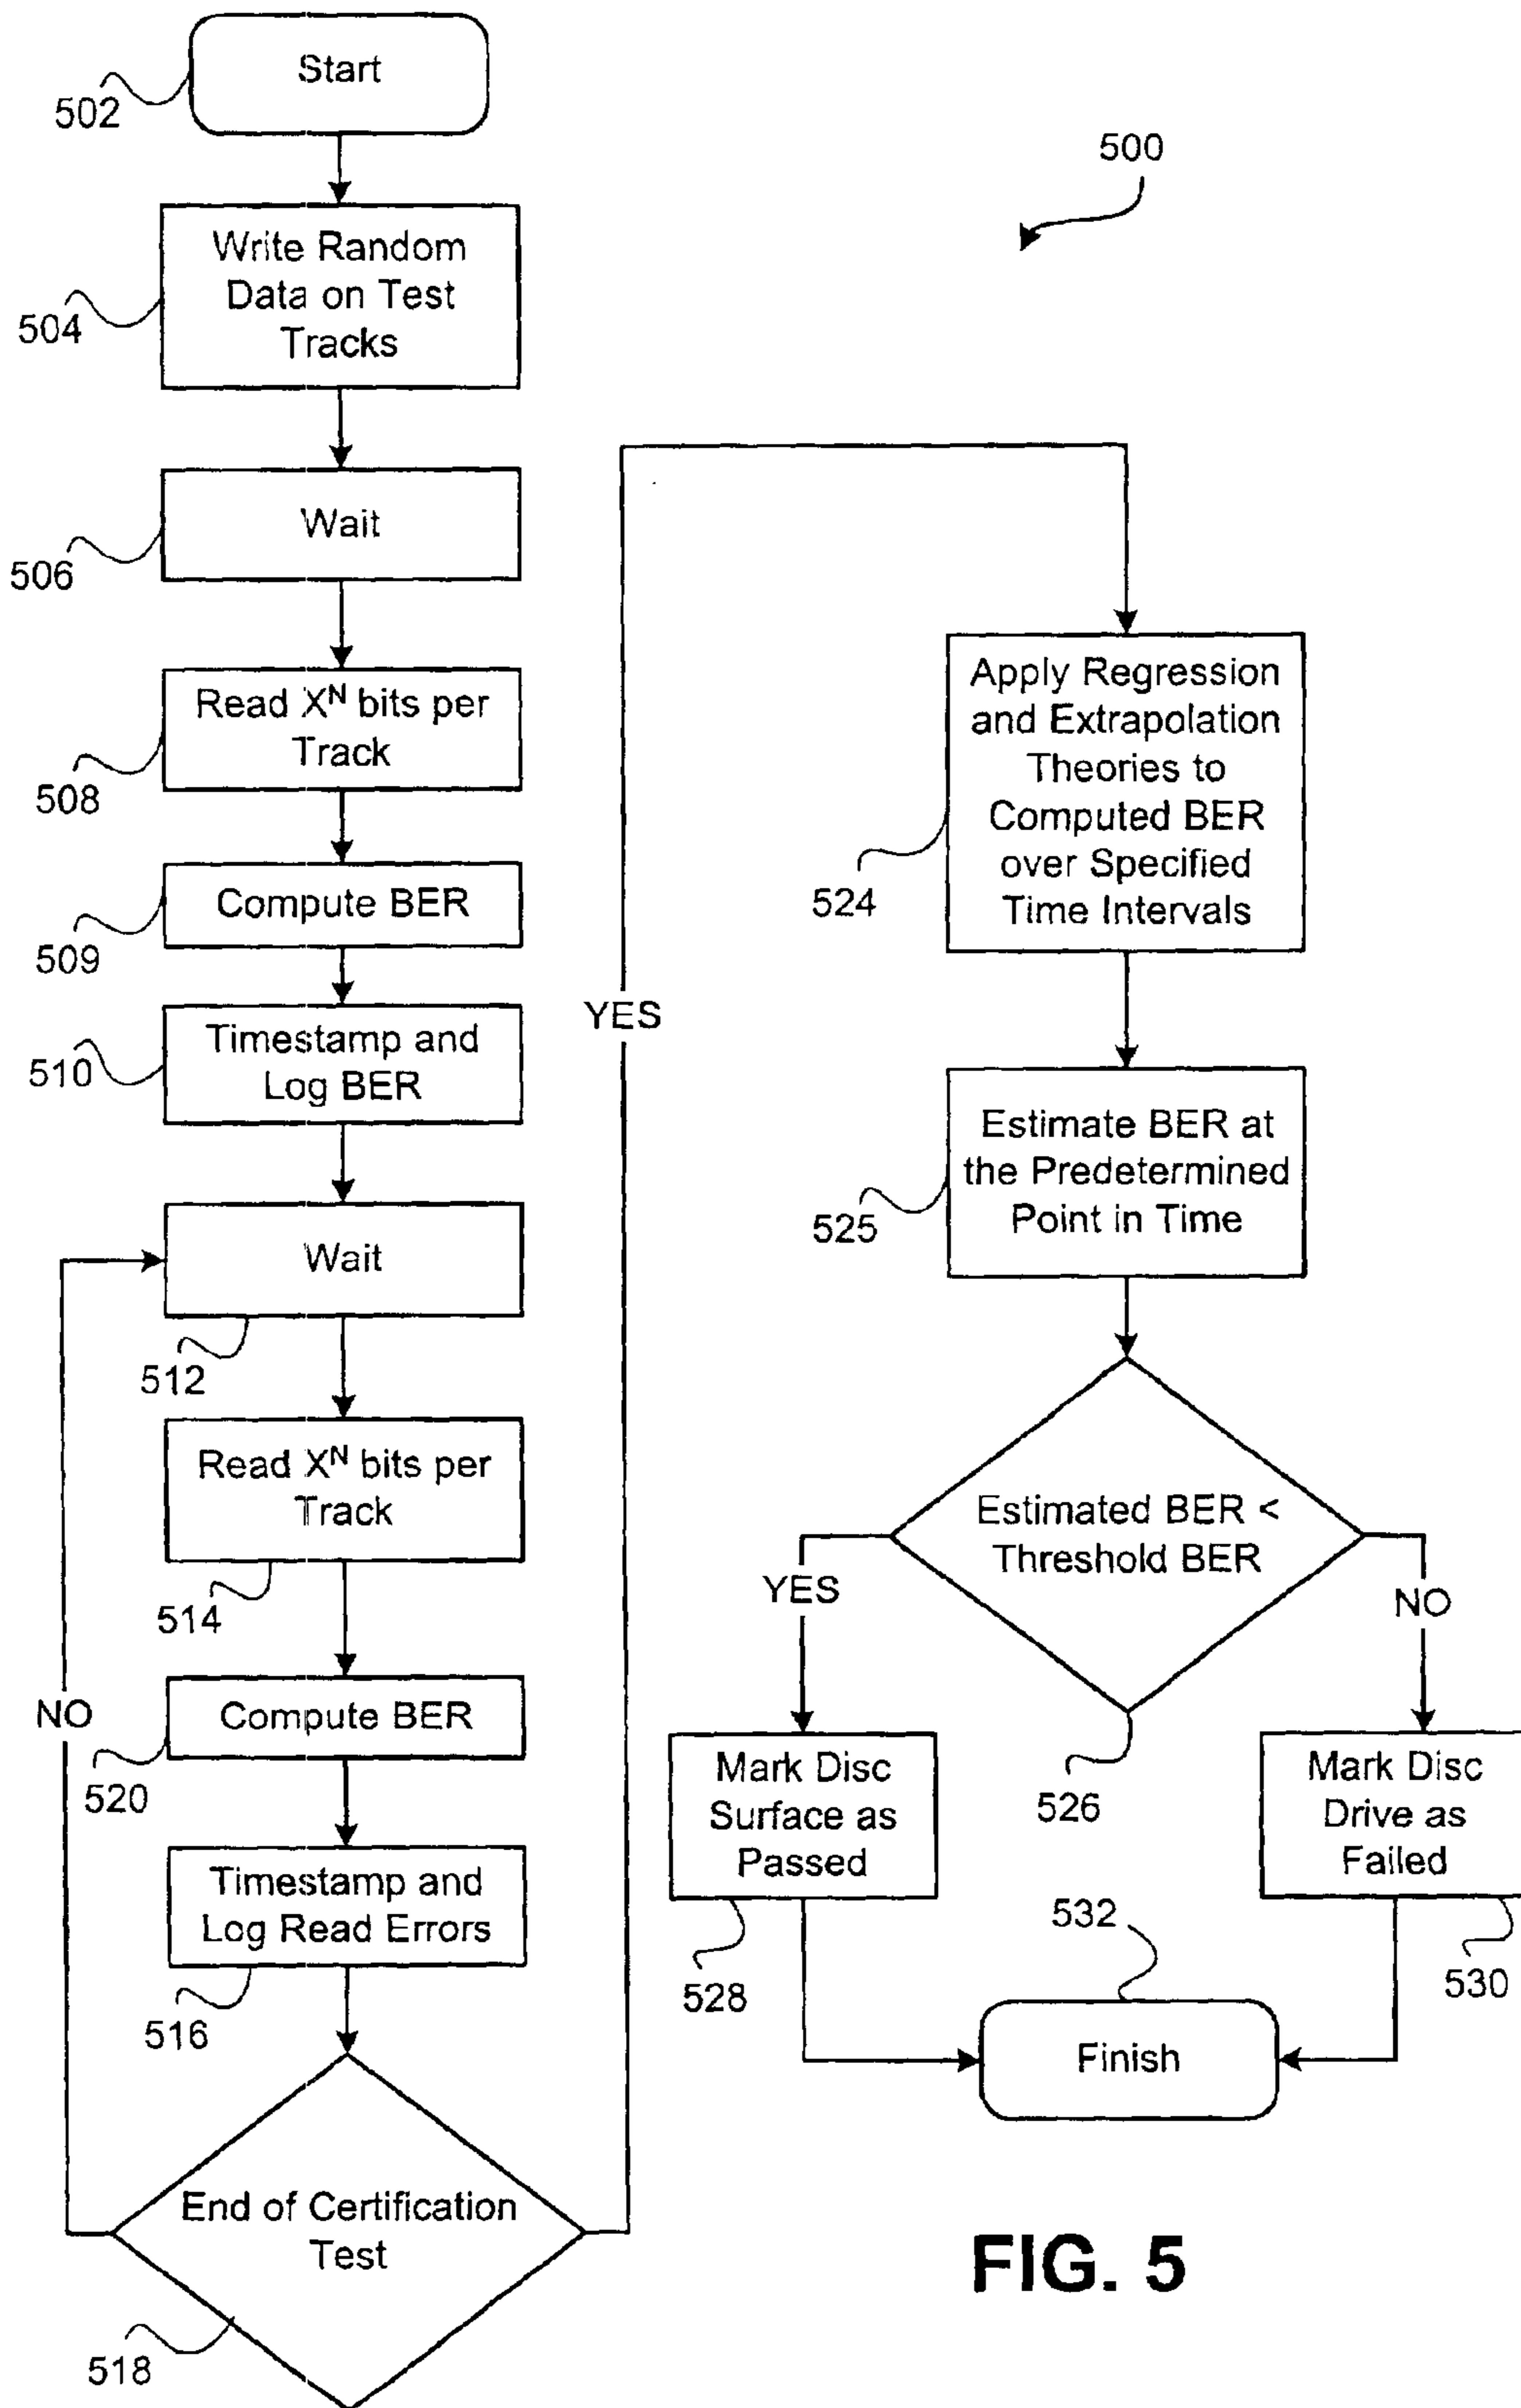 Start
502
500
Write Random
Data on Test
Tracks
504
Wait
506
Read X^N bits per
Track
508
Compute BER
509
Timestamp and
Log BER
510
Wait
512
Read X^N bits per
Track
514
Compute BER
520
Timestamp and
Log Read Errors
516
End of Certification
Test
518
NO
YES
Apply Regression
and Extrapolation
Theories to
Computed BER
over Specified
Time Intervals
524
Estimate BER at
the Predetermined
Point in Time
525
Estimated BER <
Threshold BER
526
YES
NO
Mark Disc
Surface as
Passed
528
Mark Disc
Drive as
Failed
530
532
Finish
FIG. 5